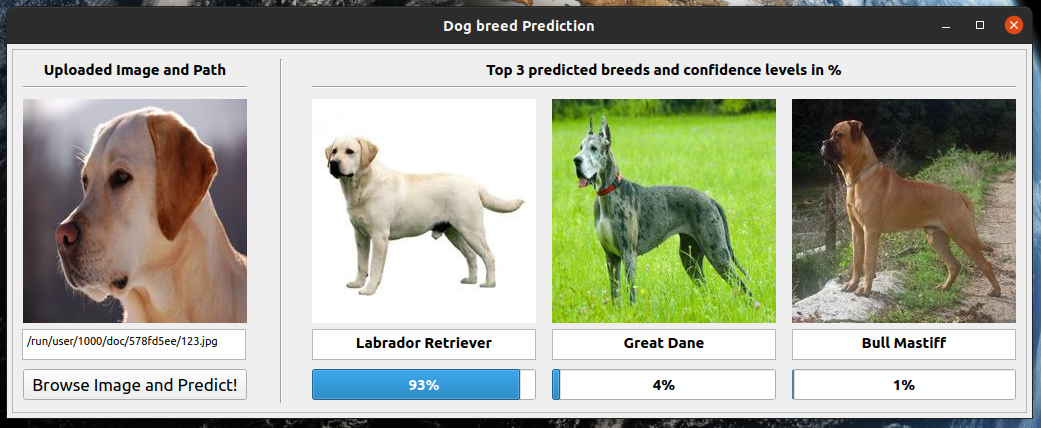 Dog breed Prediction
Uploaded Image and Path
Top 3 predicted breeds and confidence levels in %
/run/user/1000/doc/578fd5ee/123.jpg
Labrador Retriever
Great Dane
Bull Mastiff
Browse Image and Predict!
93%
4%
1%